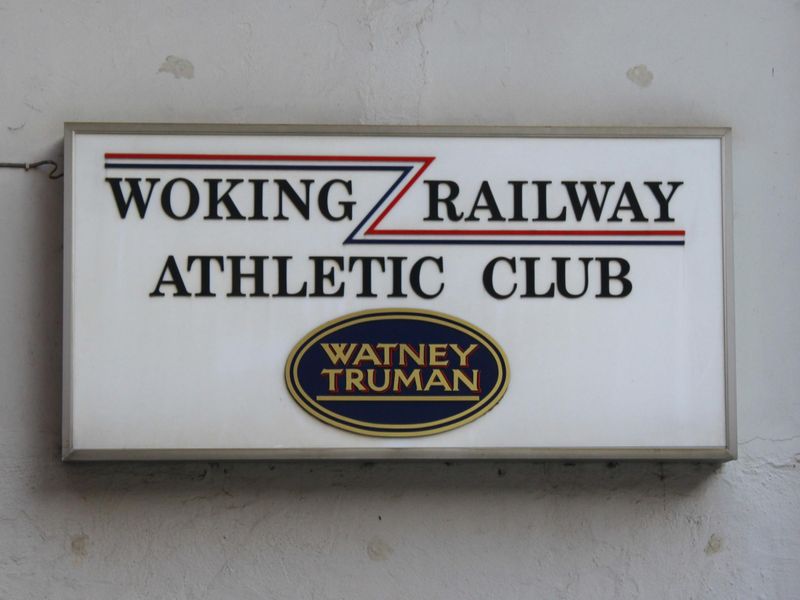 WOKING RAILWAY
ATHLETIC CLUB
WATNEY
TRUMAN